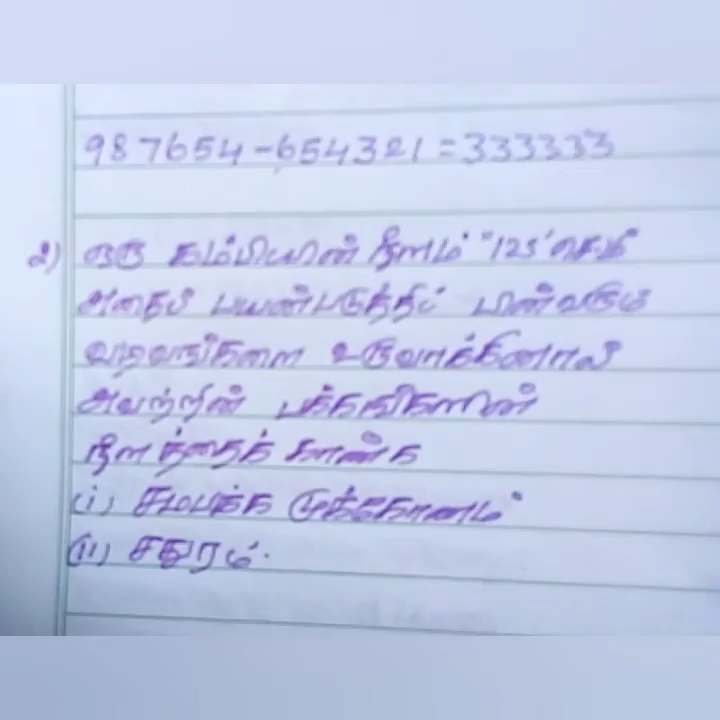 987654-654321=333333
2) ஒரு கம்பியின் நீளம் "125' செமீ
அதைப் பயன்படுத்திப் பின்வரும்
வடிவங்களை உருவாக்கினால்
அவற்றின் பக்கங்களின்
நீளத்தைக் காண்க
(i) சமபக்க முக்கோணம்"
(ii) சதுரம்.